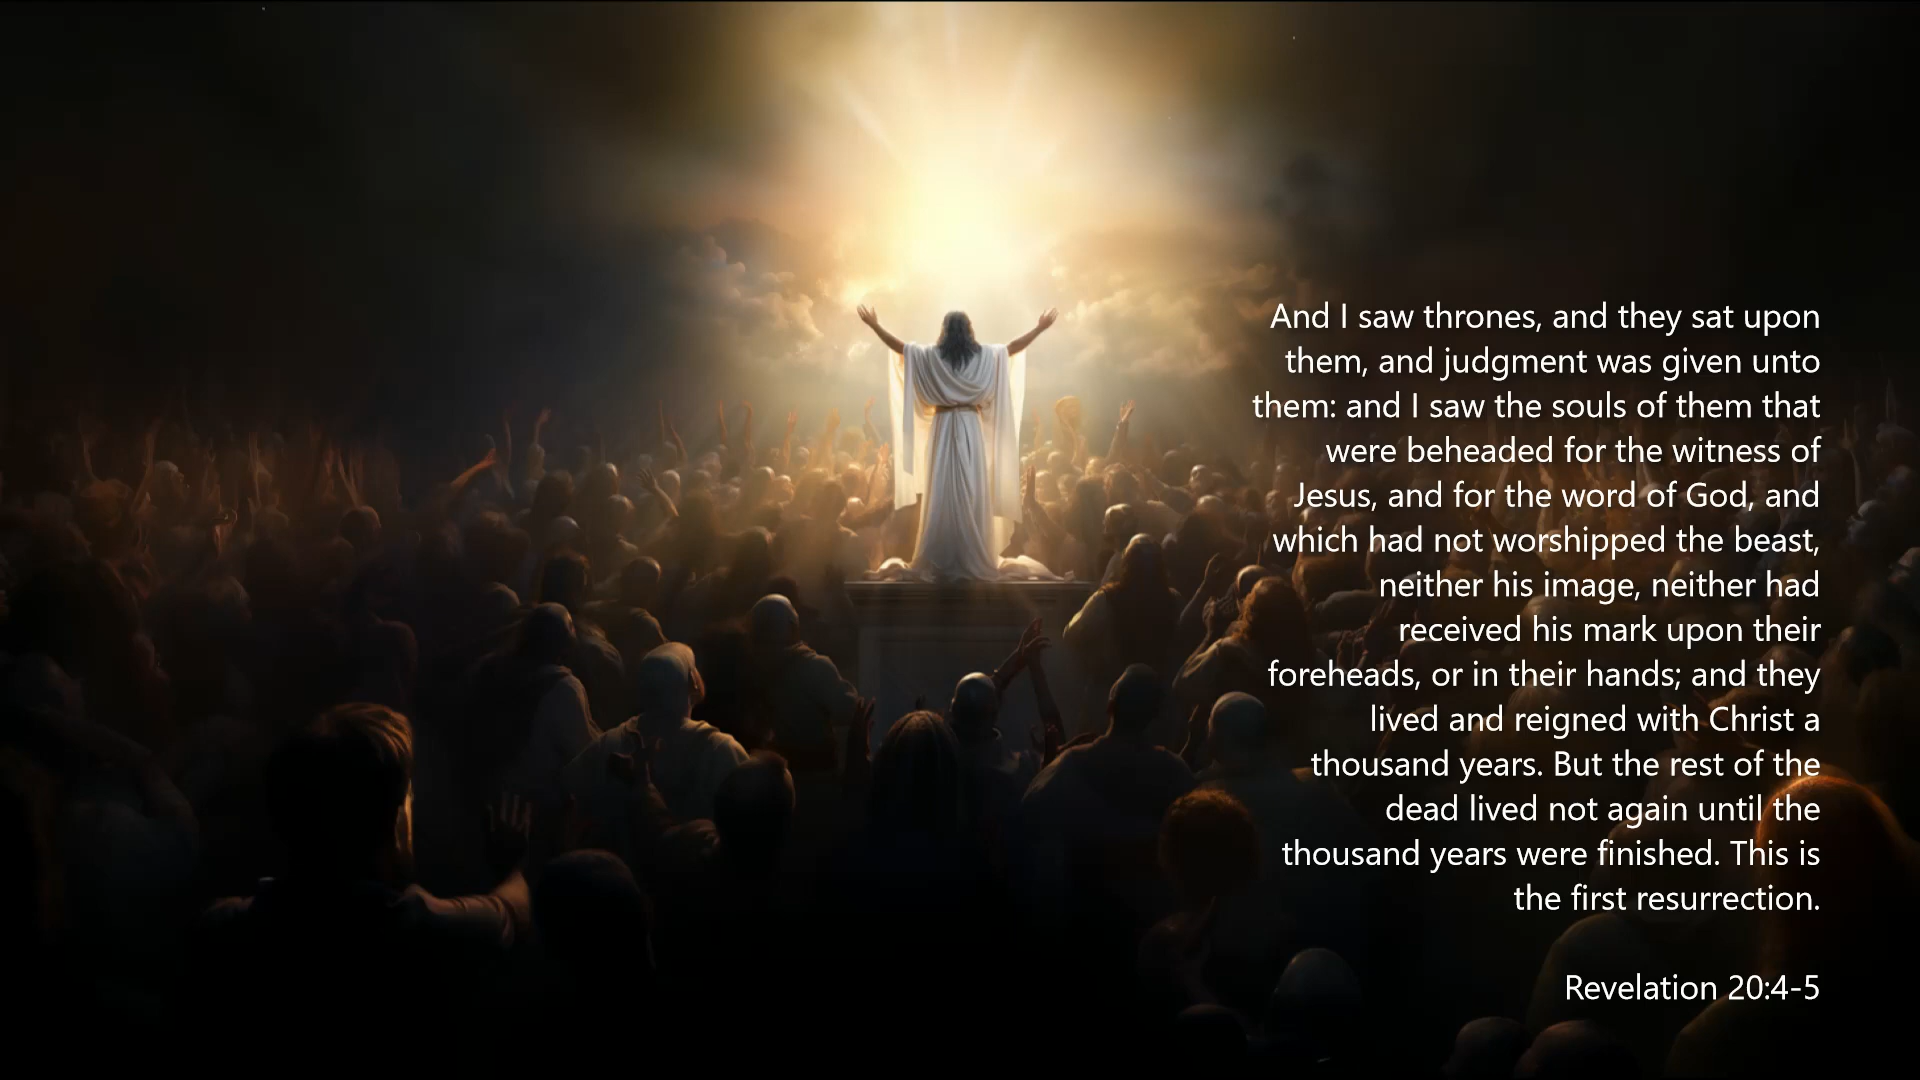 And I saw thrones, and they sat upon
them, and judgment was given unto
them: and I saw the souls of them that
were beheaded for the witness of
Jesus, and for the word of God, and
which had not worshipped the beast,
neither his image, neither had
received his mark upon their
foreheads, or in their hands; and they
lived and reigned with Christ a
thousand years. But the rest of the
dead lived not again until the
thousand years were finished. This is
the first resurrection.
Revelation 20:4-5